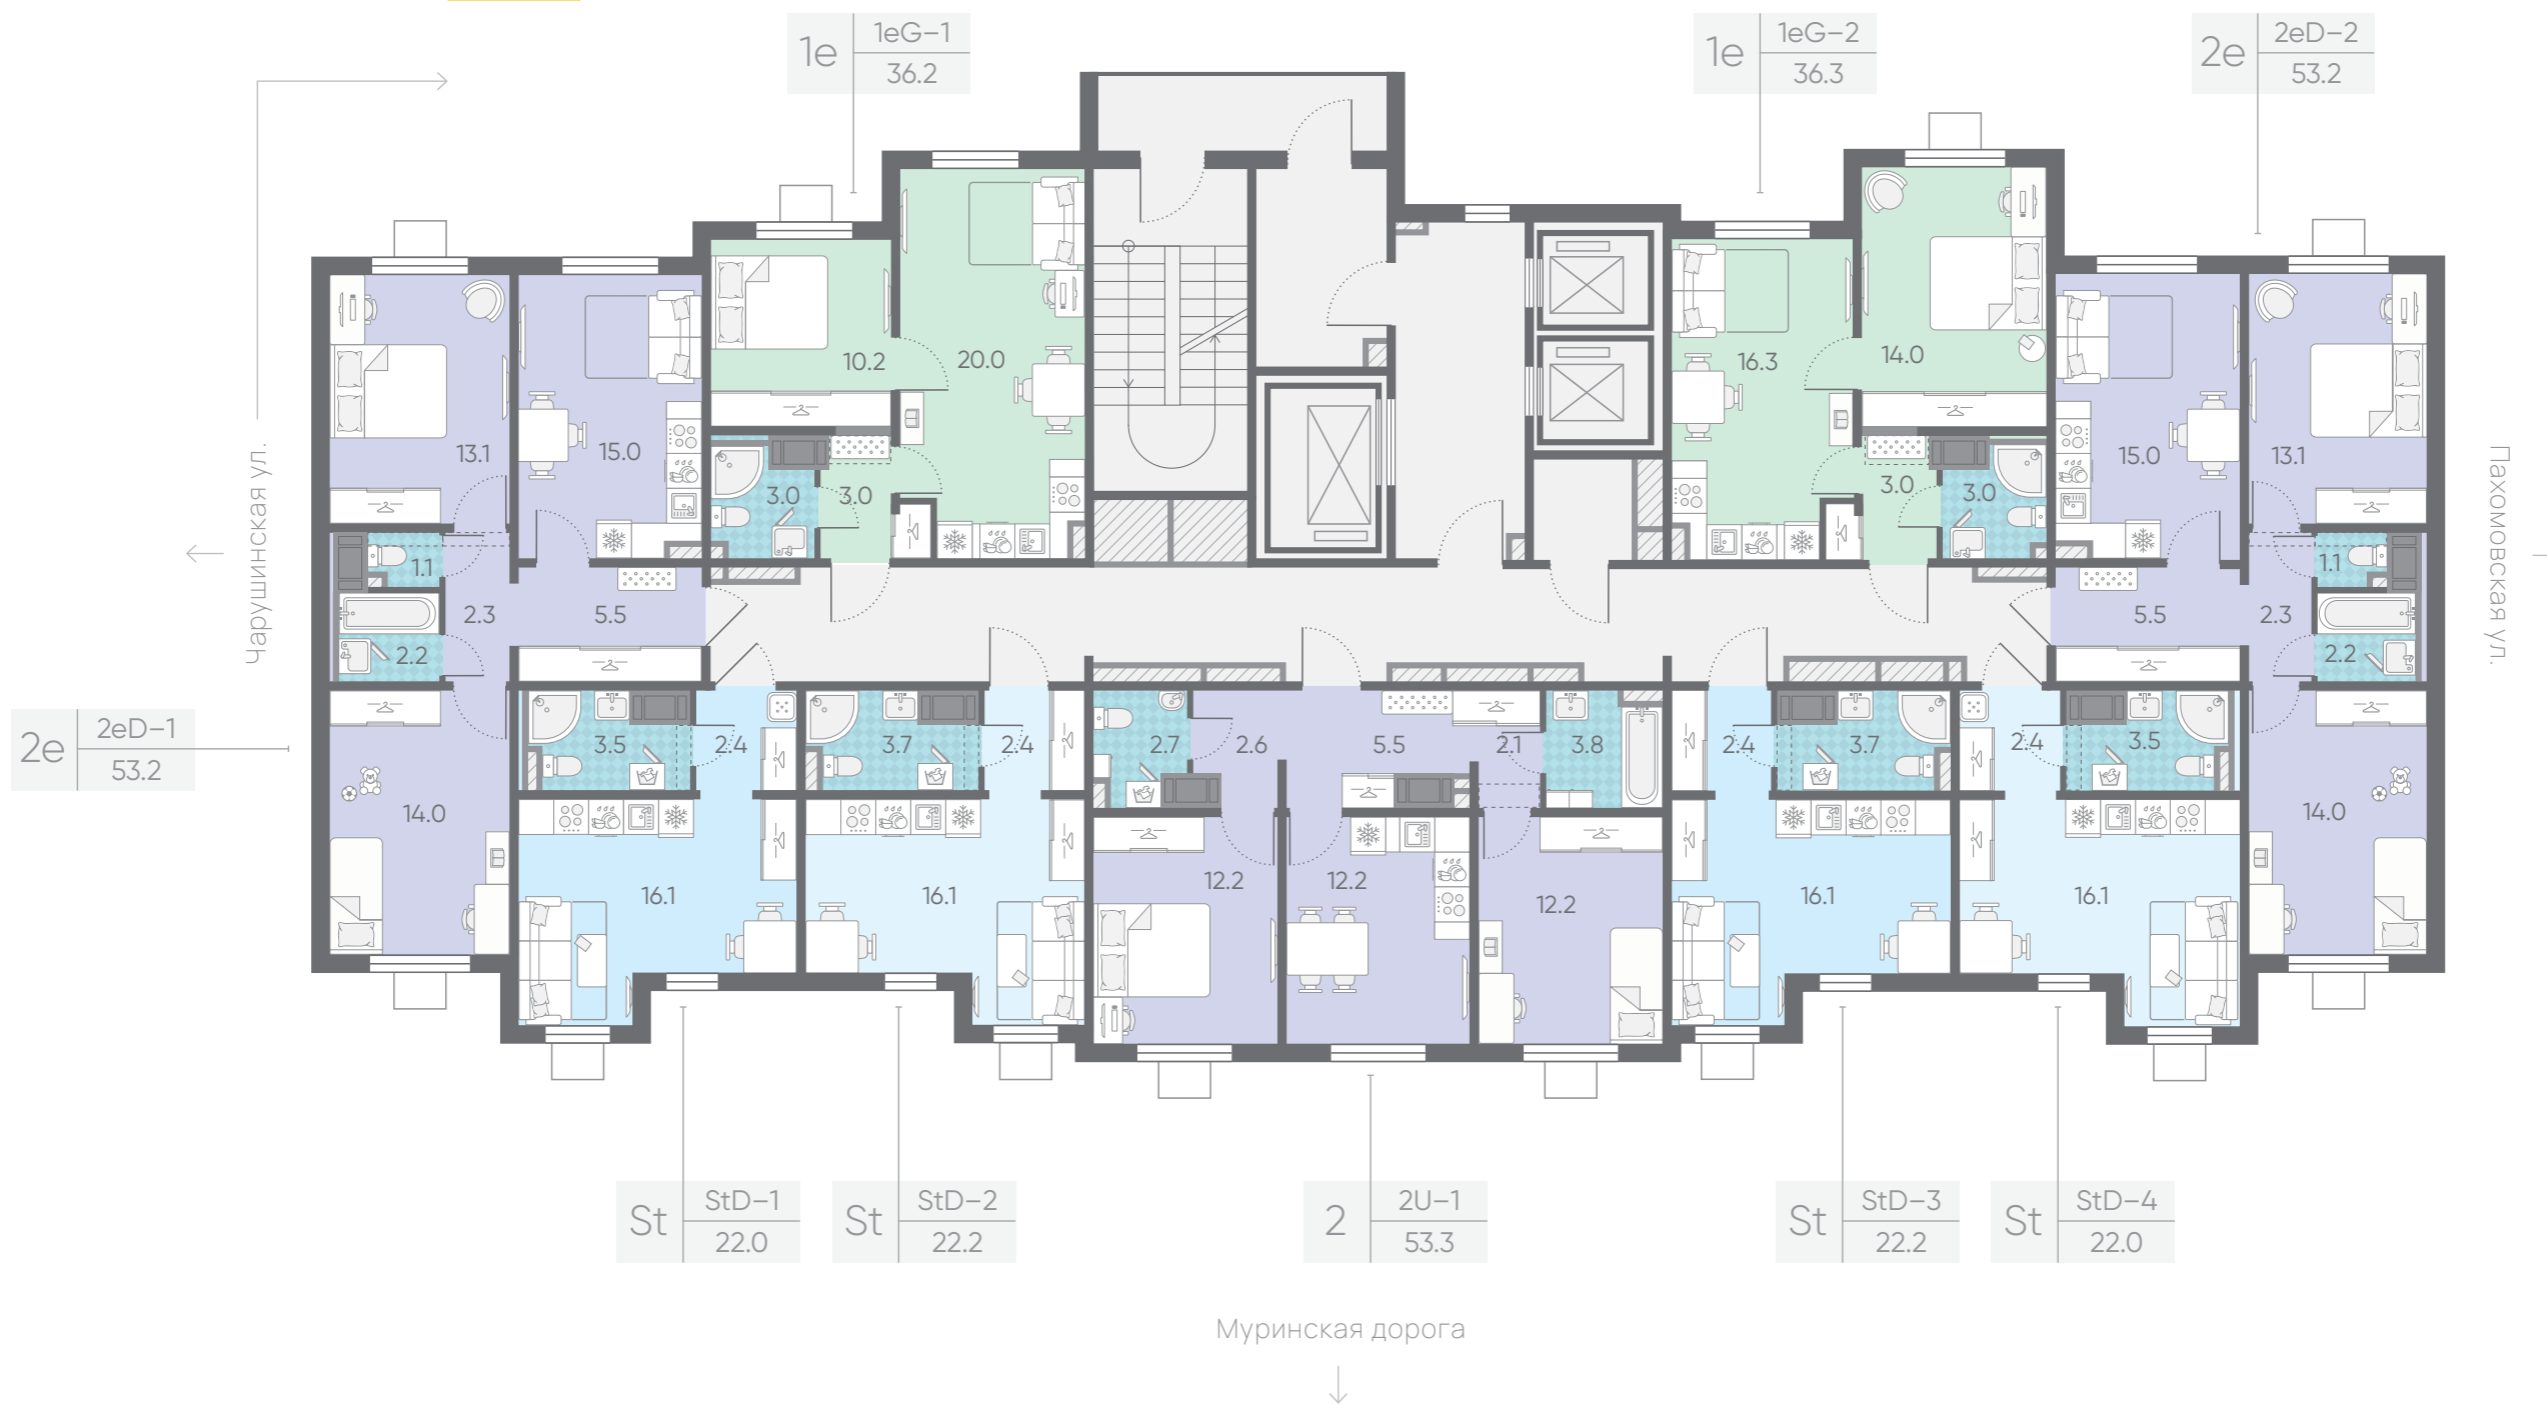 1e
1eG–1
36.2
1e
1eG–2
36.3
2e
2eD–2
53.2
Чарушинская ул.
Пахомовская ул.
13.1
15.0
10.2
20.0
16.3
14.0
15.0
13.1
3.0
3.0
3.0
3.0
1.1
1.1
2.3
5.5
5.5
2.3
2.2
2.2
2e
2eD–1
53.2
3.5
2.4
3.7
2.4
2.7
2.6
5.5
2.1
3.8
2.4
3.7
2.4
3.5
14.0
14.0
16.1
16.1
12.2
12.2
12.2
16.1
16.1
St
StD–1
22.0
St
StD–2
22.2
2
2U–1
53.3
St
StD–3
22.2
St
StD–4
22.0
Муринская дорога